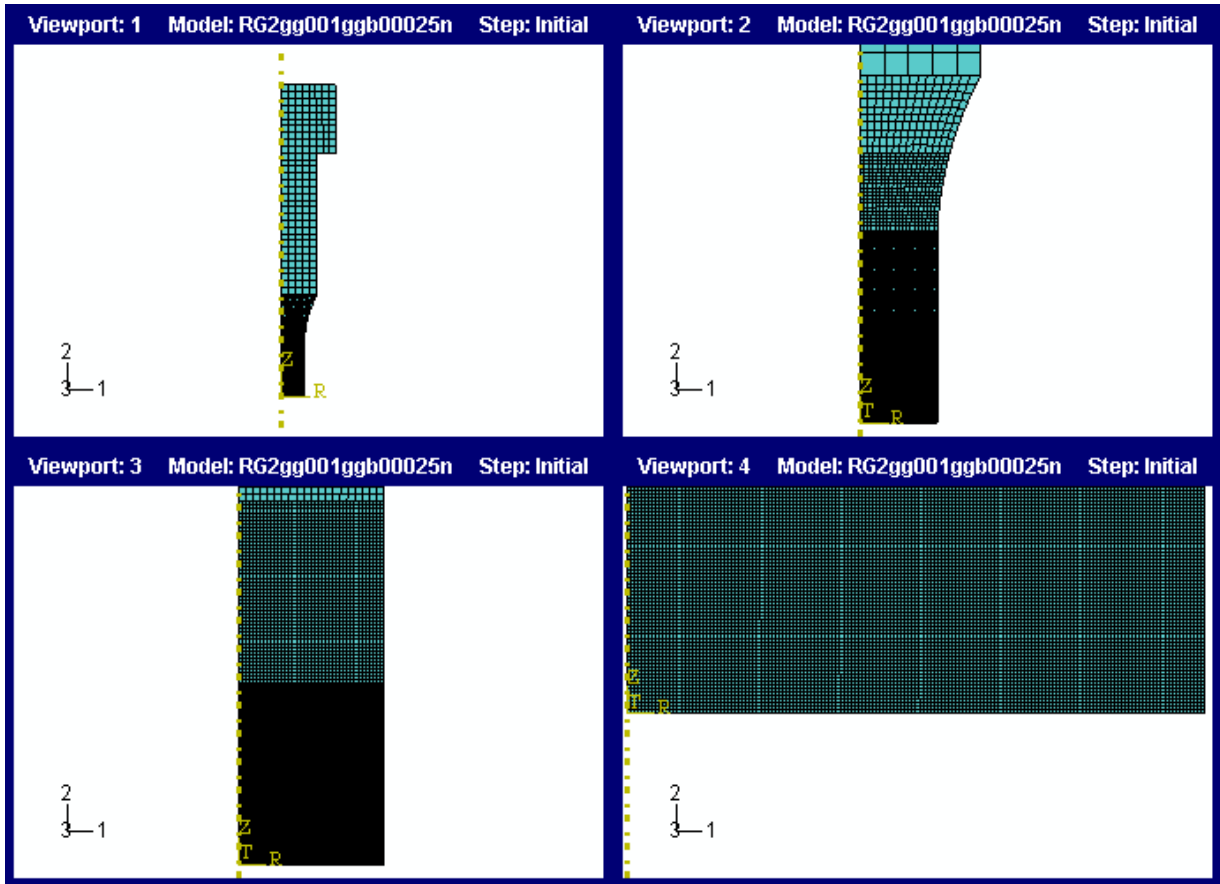 Viewport: 1 Model: RG2gg001ggb00025n Step: Initial
2
3 1
Z
R
Viewport: 2 Model: RG2gg001ggb00025n Step: Initial
2
3 1
Z
T R
Viewport: 3 Model: RG2gg001ggb00025n Step: Initial
2
3 1
Z
T R
Viewport: 4 Model: RG2gg001ggb00025n Step: Initial
Z
T R
2
3 1